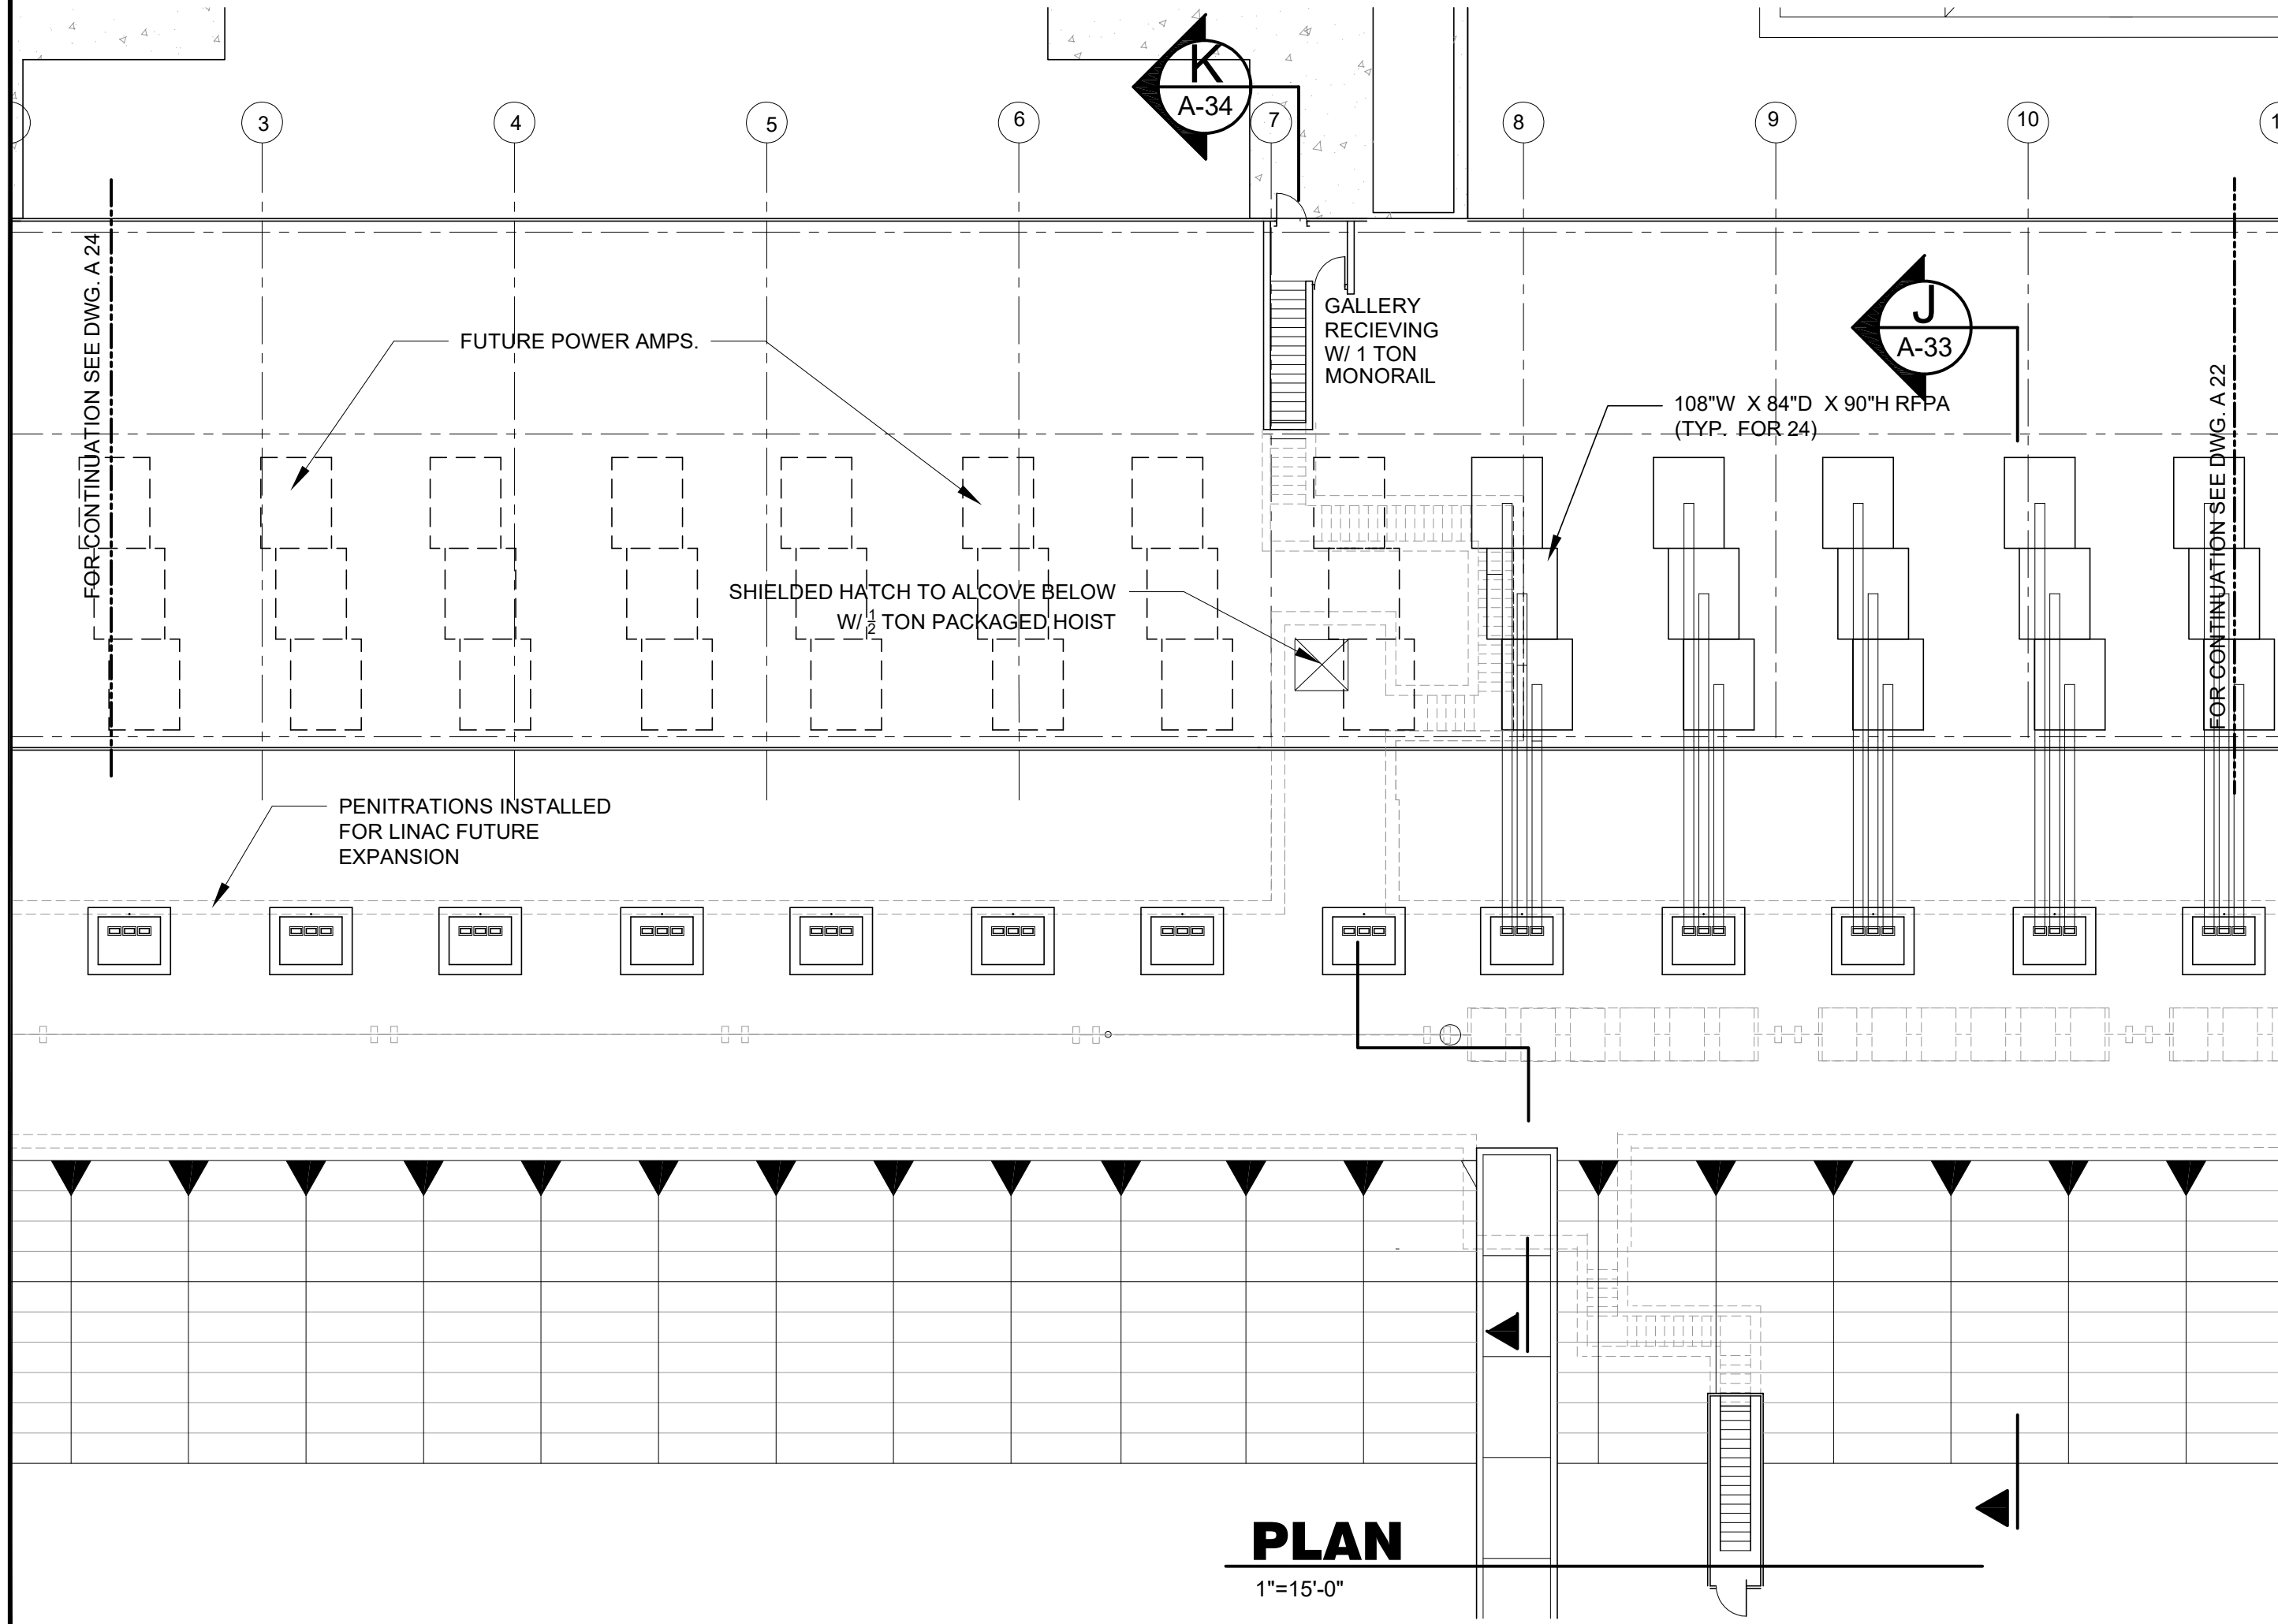 K
A-34
3
4
5
6
7
8
9
10
1
FOR CONTINUATION SEE DWG. A 24
FUTURE POWER AMPS.
GALLERY
RECIEVING
W/ 1 TON
MONORAIL
J
A-33
108"W X 84"D X 90"H RFPA
(TYP. FOR 24)
FOR CONTINUATION SEE DWG. A 22
SHIELDED HATCH TO ALCOVE BELOW
W/ 1/2 TON PACKAGED HOIST
PENITRATIONS INSTALLED
FOR LINAC FUTURE
EXPANSION
PLAN
1"=15'-0"